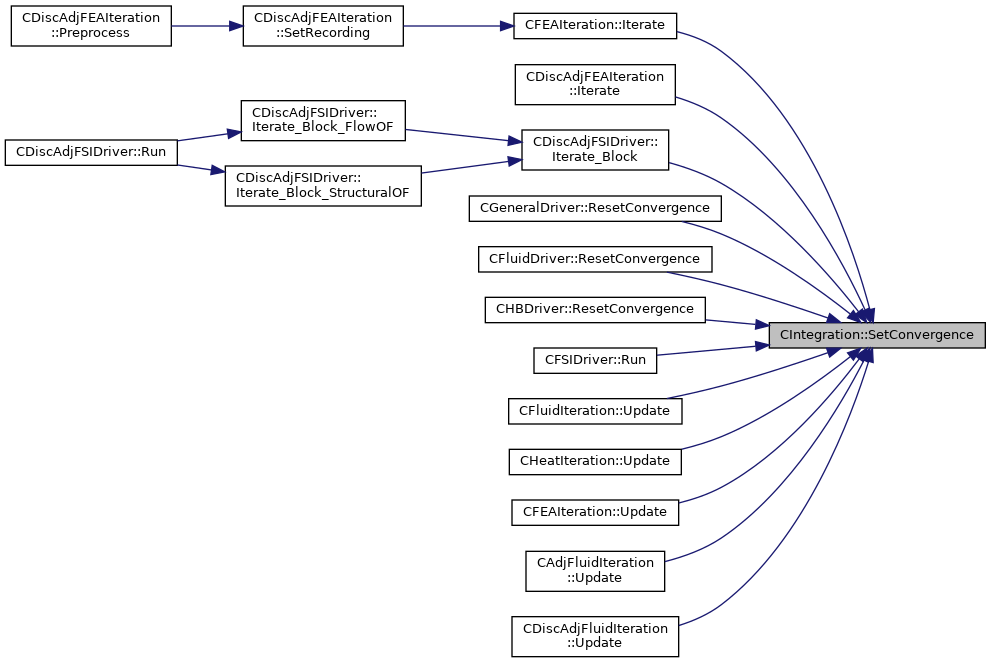 CDiscAdjFEAIteration
::Preprocess
CDiscAdjFEAIteration
::SetRecording
CFEAIteration::Iterate
CDiscAdjFEAIteration
::Iterate
CDiscAdjFSIDriver::
Iterate_Block_FlowOF
CDiscAdjFSIDriver::
Iterate_Block
CDiscAdjFSIDriver::Run
CDiscAdjFSIDriver::
Iterate_Block_StructuralOF
CGeneralDriver::ResetConvergence
CFluidDriver::ResetConvergence
CHBDriver::ResetConvergence
CIntegration::SetConvergence
CFSIDriver::Run
CFluidIteration::Update
CHeatIteration::Update
CFEAIteration::Update
CAdjFluidIteration
::Update
CDiscAdjFluidIteration
::Update